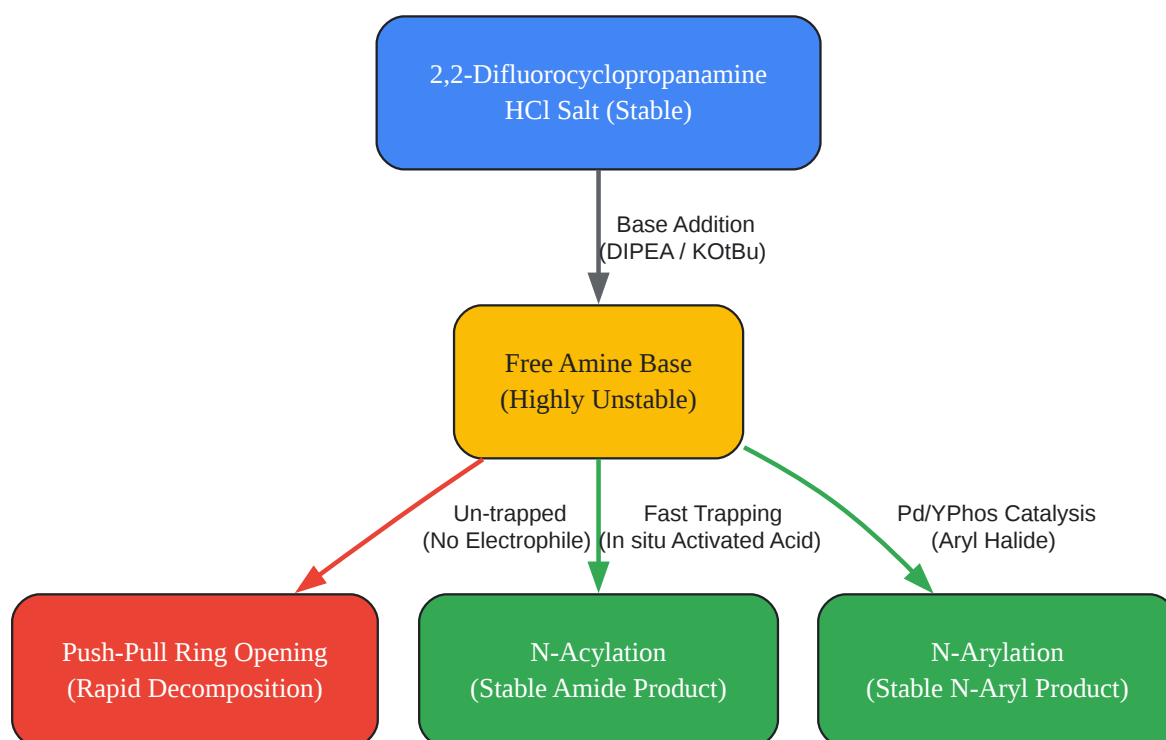 2,2-Difluorocyclopropanamine
HCl Salt (Stable)
Base Addition
(DIPEA / KOtBu)
Free Amine Base
(Highly Unstable)
Un-trapped
(No Electrophile)
Fast Trapping
(In situ Activated Acid)
Pd/YPhos Catalysis
(Aryl Halide)
Push-Pull Ring Opening
(Rapid Decomposition)
N-Acylation
(Stable Amide Product)
N-Arylation
(Stable N-Aryl Product)